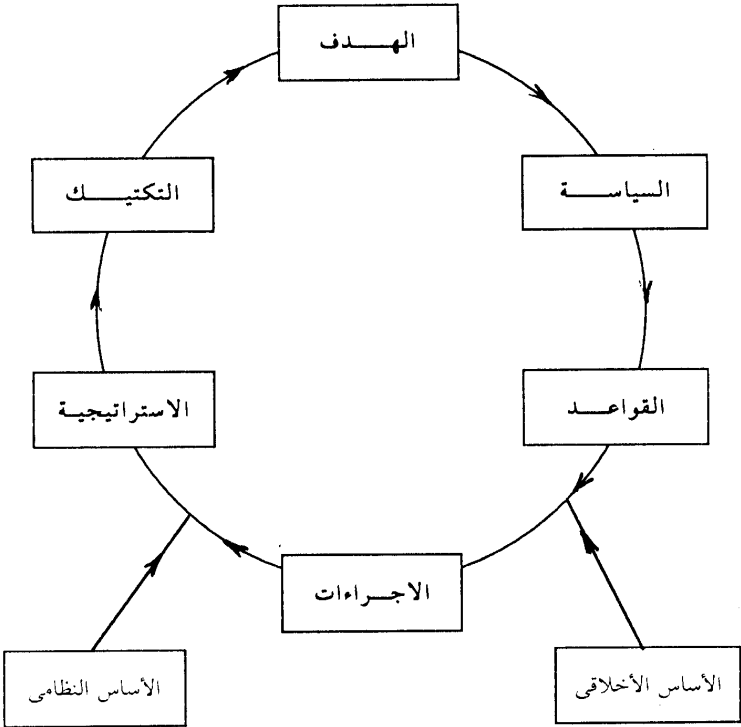 الهدف
السياسة
التكتيك
القواعد
الاستراتيجية
الاجراءات
الأساس الأخلاقى
الأساس النظامى